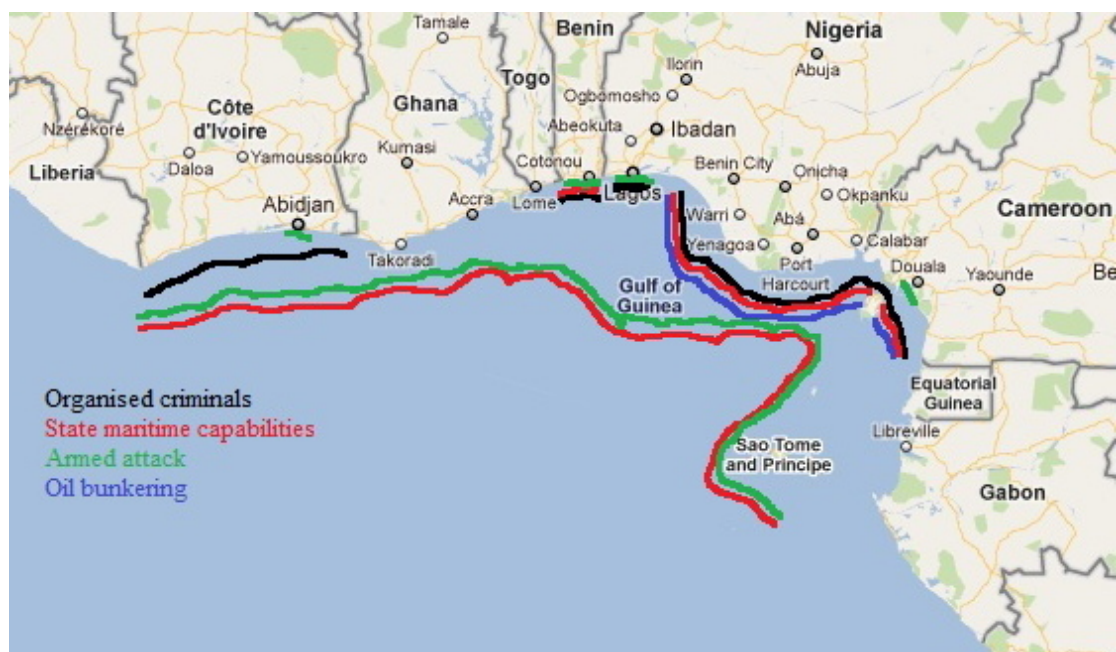 Tamale
Benin
Nigeria
Togo
Ilorin
Abuja
Ogbomosho
Côte
d'Ivoire
Ghana
Nzérékoré
Abeokuta
Ibadan
Daloa
Yamoussoukro
Kumasi
Cotonou
Benin City
Onicha
Liberia
Okpanku
Lome
Lagos
Abidjan
Accra
Warri
Abá
Cameroon
Yenagoa
Calabar
Takoradi
Port
Harcourt
Douala
Yaounde
Be
Gulf of
Guinea
Equatorial
Guinea
Organised criminals
State maritime capabilities
Armed attack
Oil bunkering
Libreville
Sao Tome
and Principe
Gabon